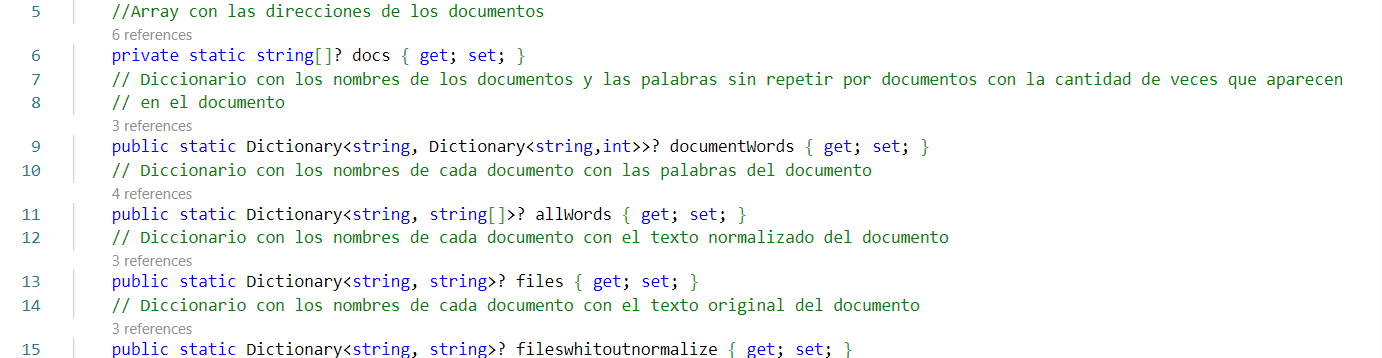 5 //Array con las direcciones de los documentos
6 references
6 private static string[]? docs { get; set; }
7 // Diccionario con los nombres de los documentos y las palabras sin repetir por documentos con la cantidad de veces que aparecen
8 // en el documento
3 references
9 public static Dictionary<string, Dictionary<string,int>>? documentWords { get; set; }
10 // Diccionario con los nombres de cada documento con las palabras del documento
4 references
11 public static Dictionary<string, string[]>? allWords { get; set; }
12 // Diccionario con los nombres de cada documento con el texto normalizado del documento
3 references
13 public static Dictionary<string, string>? files { get; set; }
14 // Diccionario con los nombres de cada documento con el texto original del documento
3 references
15 public static Dictionary<string, string>? fileswhitoutnormalize { get; set; }